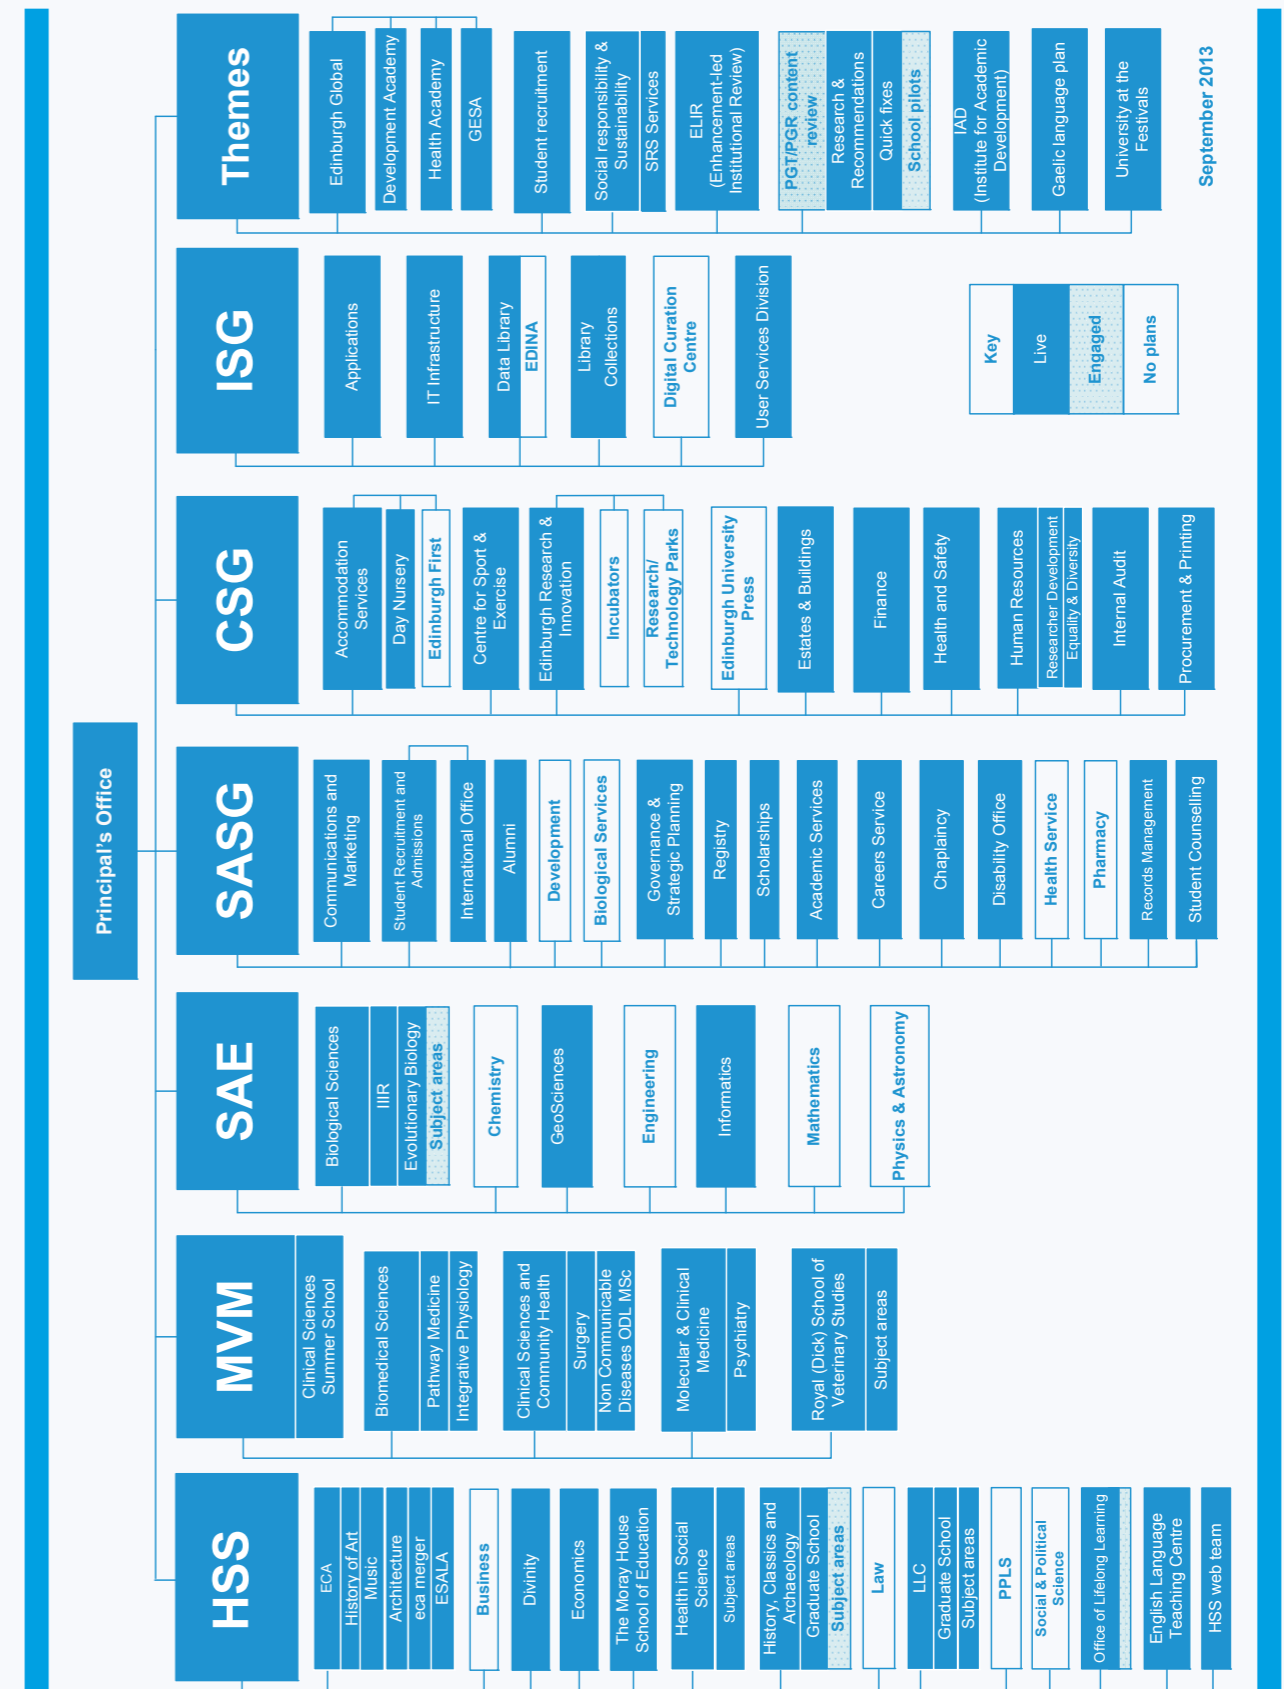 Principal's Office
HSS
ECA
History of Art
Music
Architecture
eca merger
ESALA
Business
Divinity
Economics
The Moray House
School of Education
Health in Social
Science
Subject areas
History, Classics and
Archaeology
Graduate School
Subject areas
Law
LLC
Graduate School
Subject areas
PPLS
Social & Political
Science
Office of Lifelong Learning
English Language
Teaching Centre
HSS web team
MVM
Clinical Sciences
Summer School
Biomedical Sciences
Pathway Medicine
Integrative Physiology
Clinical Sciences and
Community Health
Surgery
Non Communicable
Diseases ODL MSc
Molecular & Clinical
Medicine
Psychiatry
Royal (Dick) School of
Veterinary Studies
Subject areas
SAE
Biological Sciences
IIIR
Evolutionary Biology
Subject areas
Chemistry
GeoSciences
Engineering
Informatics
Mathematics
Physics & Astronomy
SASG
Communications and
Marketing
Student Recruitment and
Admissions
International Office
Alumni
Development
Biological Services
Governance &
Strategic Planning
Registry
Scholarships
Academic Services
Careers Service
Chaplaincy
Disability Office
Health Service
Pharmacy
Records Management
Student Counselling
CSG
Accommodation
Services
Day Nursery
Edinburgh First
Centre for Sport &
Exercise
Edinburgh Research &
Innovation
Incubators
Research/
Technology Parks
Edinburgh University
Press
Estates & Buildings
Finance
Health and Safety
Human Resources
Researcher Development
Equality & Diversity
Internal Audit
Procurement & Printing
ISG
Applications
IT Infrastructure
Data Library
EDINA
Library
Collections
Digital Curation
Centre
User Services Division
Key
Live
Engaged
No plans
Themes
Edinburgh Global
Development Academy
Health Academy
GESA
Student recruitment
Social responsibility &
Sustainability
SRS Services
ELIR
(Enhancement-led
Institutional Review)
PGT/PGR content
review
Research &
Recommendations
Quick fixes
School pilots
IAD
(Institute for Academic
Development)
Gaelic language plan
University at the
Festivals
September 2013